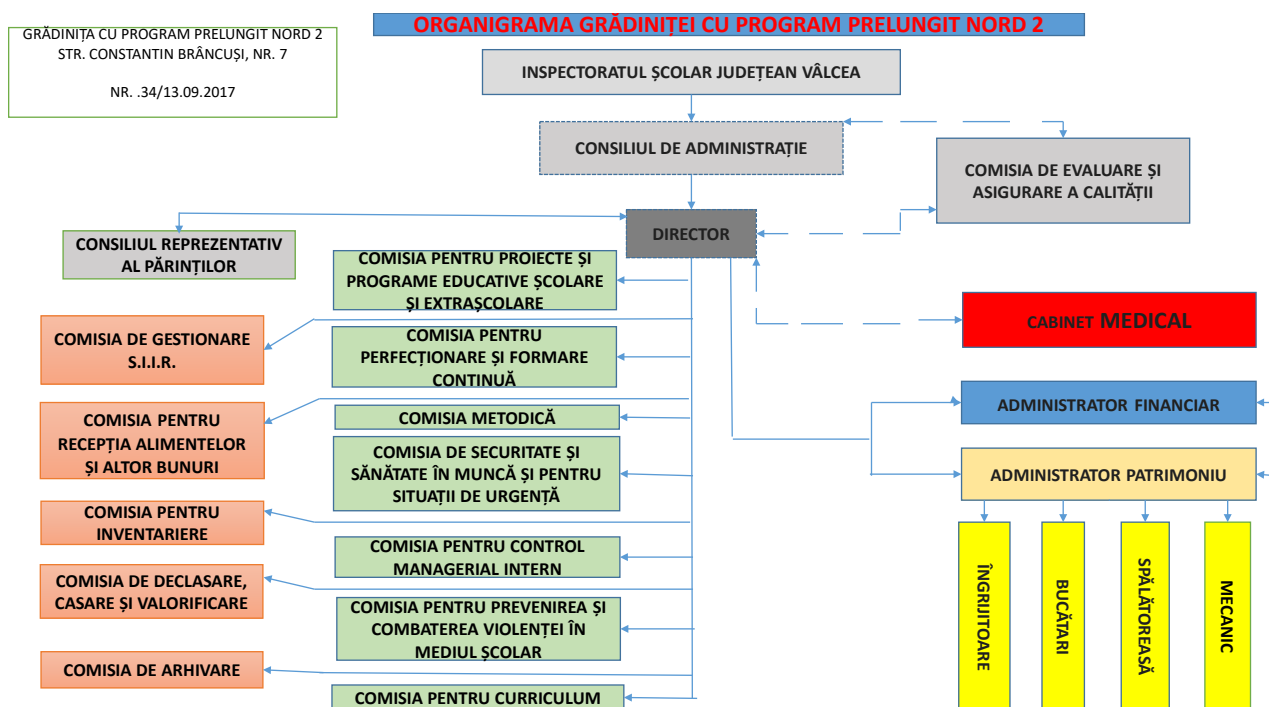 ORGANIGRAMA GRĂDINIȚEI CU PROGRAM PRELUNGIT NORD 2
GRĂDINIȚA CU PROGRAM PRELUNGIT NORD 2
STR. CONSTANTIN BRÂNCUȘI, NR. 7
NR. .34/13.09.2017
INSPECTORATUL ȘCOLAR JUDEȚEAN VÂLCEA
CONSILIUL DE ADMINISTRAȚIE
COMISIA DE EVALUARE ȘI
ASIGURARE A CALITĂȚII
DIRECTOR
CONSILIUL REPREZENTATIV
AL PĂRINȚILOR
COMISIA PENTRU PROIECTE ȘI
PROGRAME EDUCATIVE ȘCOLARE
ȘI EXTRAȘCOLARE
COMISIA DE GESTIONARE
S.I.I.R.
COMISIA PENTRU
PERFECȚIONARE ȘI FORMARE
CONTINUĂ
CABINET MEDICAL
COMISIA PENTRU
RECEPȚIA ALIMENTELOR
ȘI ALTOR BUNURI
COMISIA METODICĂ
ADMINISTRATOR FINANCIAR
COMISIA DE SECURITATE ȘI
SĂNĂTATE ÎN MUNCĂ ȘI PENTRU
SITUAȚII DE URGENȚĂ
ADMINISTRATOR PATRIMONIU
COMISIA PENTRU
INVENTARIERE
COMISIA PENTRU CONTROL
MANAGERIAL INTERN
COMISIA DE DECLASARE,
CASARE ȘI VALORIFICARE
COMISIA PENTRU PREVENIREA ȘI
COMBATEREA VIOLENȚEI ÎN
MEDIUL ȘCOLAR
COMISIA DE ARHIVARE
COMISIA PENTRU CURRICULUM
ÎNGRIJITOARE
BUCĂTARI
SPĂLĂTOREASĂ
MECANIC